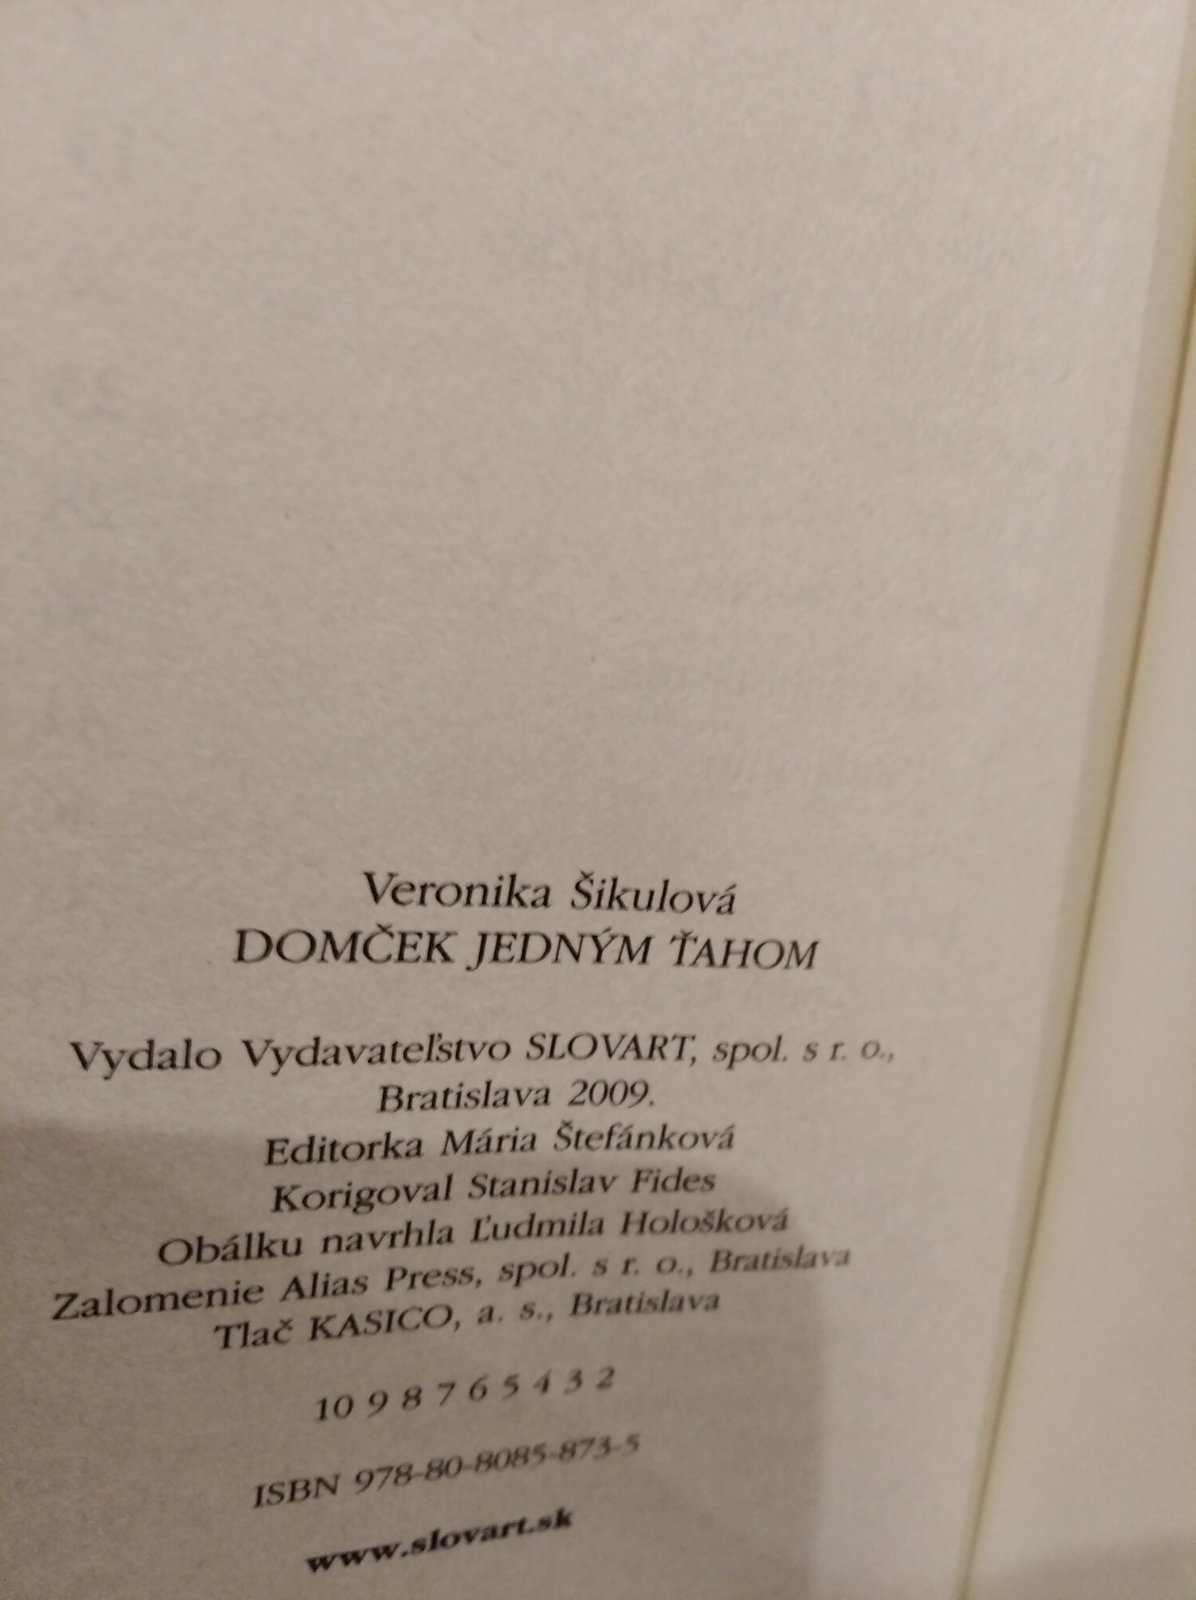 Veronika Šikulová
DOMČEK JEDNÝM ŤAHOM
Vydalo Vydavateľstvo SLOVART, spol. s r. o.,
Bratislava 2009.
Editorka Mária Štefánková
Korigoval Stanislav Fides
Obálku navrhla Ľudmila Hološková
Zalomenie Alias Press, spol. s r. o., Bratislava
Tlač KASICO, a. s., Bratislava
10 9 8 7 6 5 4 3 2
ISBN 978-80-8085-873-5
www.slovart.sk